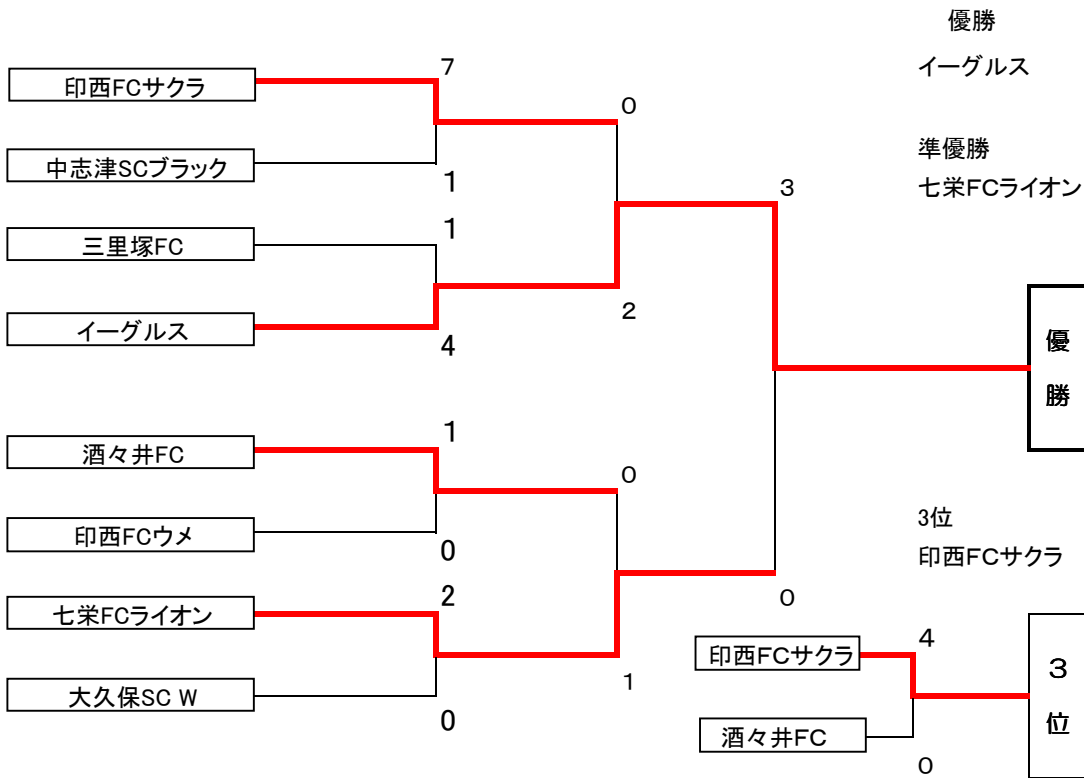 優勝
イーグルス
準優勝
七栄FCライオン
印西FCサクラ
7
0
中志津SCブラック
1
3
三里塚FC
1
イーグルス
4
2
優
勝
酒々井FC
1
0
印西FCウメ
0
七栄FCライオン
2
0
大久保SC W
0
1
3位
印西FCサクラ
印西FCサクラ
4
酒々井FC
0
3
位